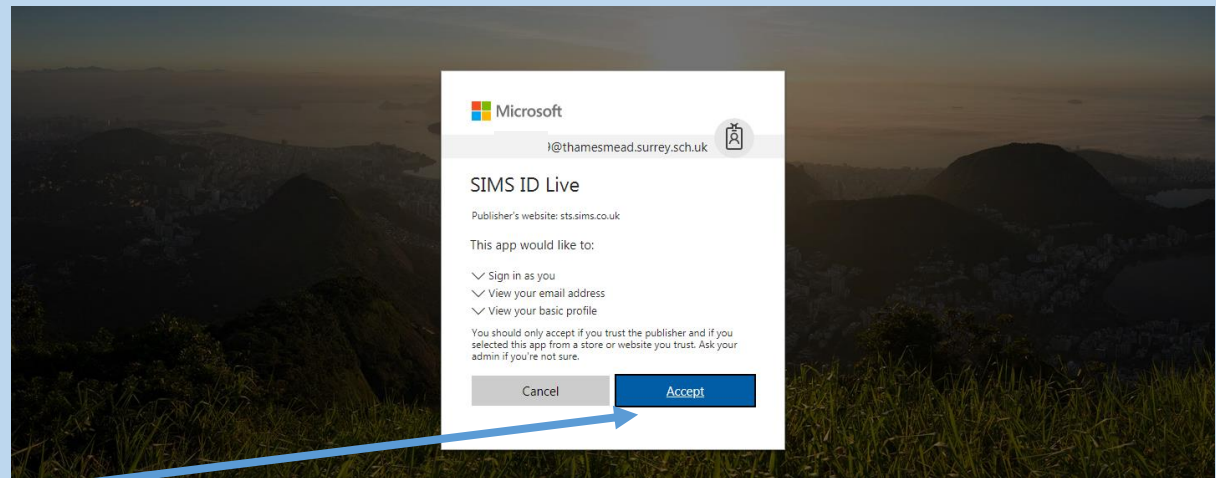 Microsoft
@thamesmead.surrey.sch.uk
SIMS ID Live
Publisher's website: sts.sims.co.uk
This app would like to:
Sign in as you
View your email address
View your basic profile
You should only accept if you trust the publisher and if you
selected this app from a store or website you trust. Ask your
admin if you're not sure.
Cancel Accept